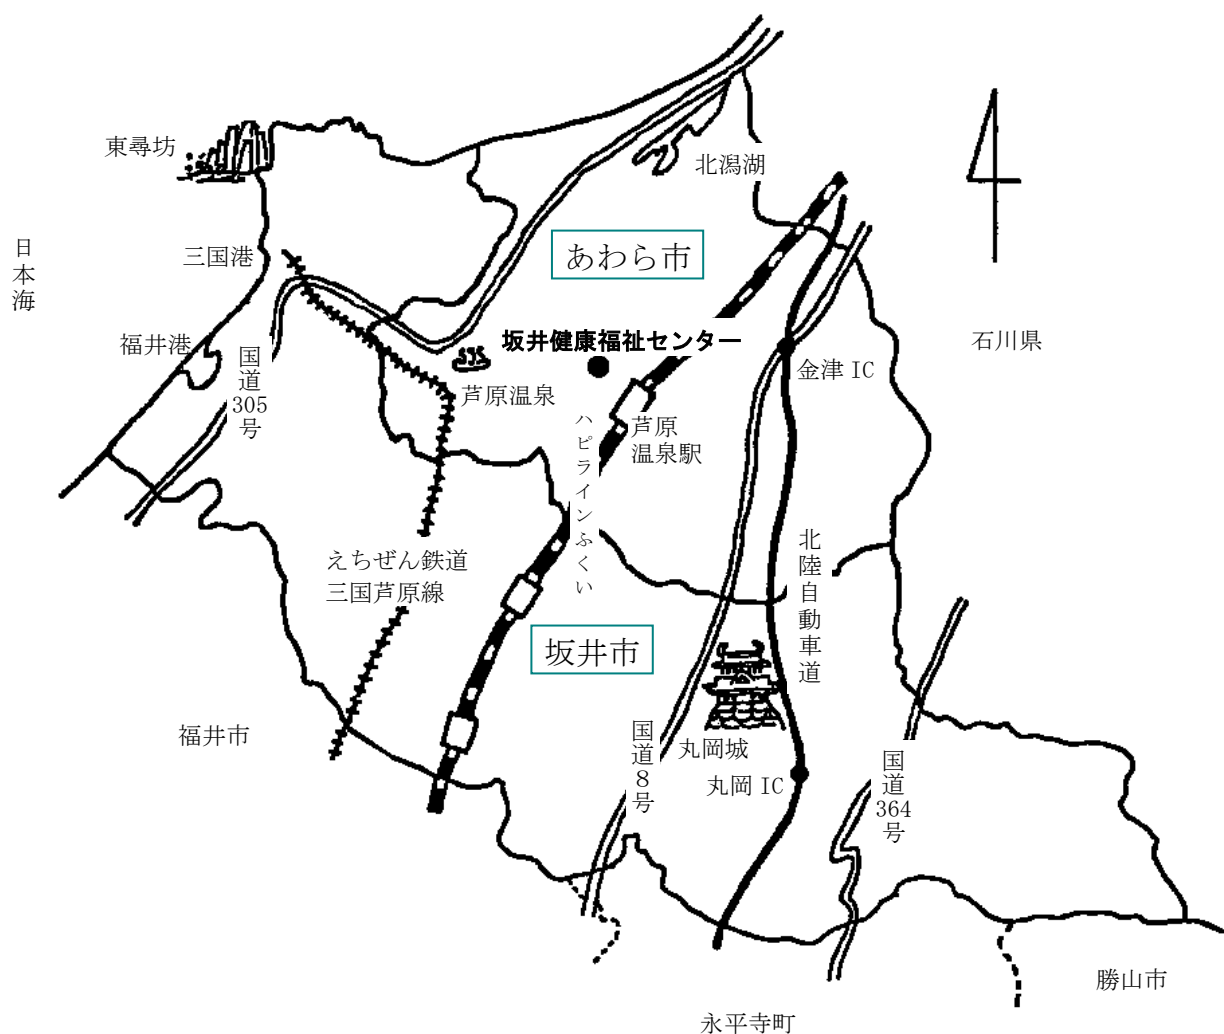 東尋坊
北潟湖
日本海
三国港
あわら市
福井港
坂井健康福祉センター
石川県
国道305号
金津 IC
芦原温泉
ハピラインふくい
芦原
温泉駅
えちぜん鉄道
三国芦原線
北陸自動車道
坂井市
福井市
国道8号
丸岡城
丸岡 IC
国道364号
勝山市
永平寺町